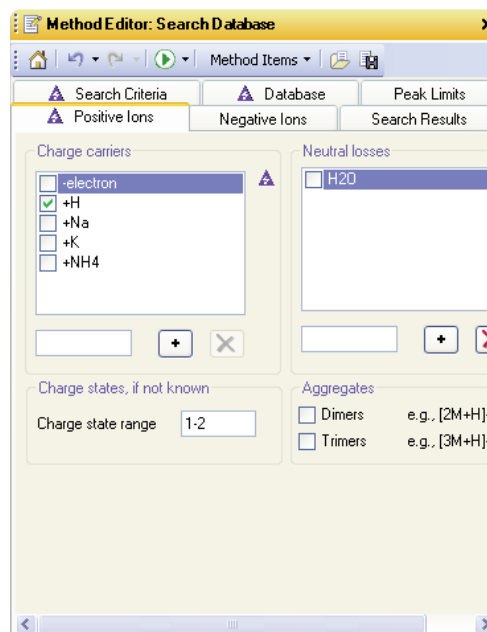 Method Editor: Search Database
Method Items
Search Criteria
Database
Peak Limits
Positive Ions
Negative Ions
Search Results
Charge carriers
-electron
+H
+Na
+K
+NH4
Neutral losses
H2O
Charge states, if not known
Charge state range 1-2
Aggregates
Dimers e.g., [2M+H]
Trimers e.g., [3M+H]